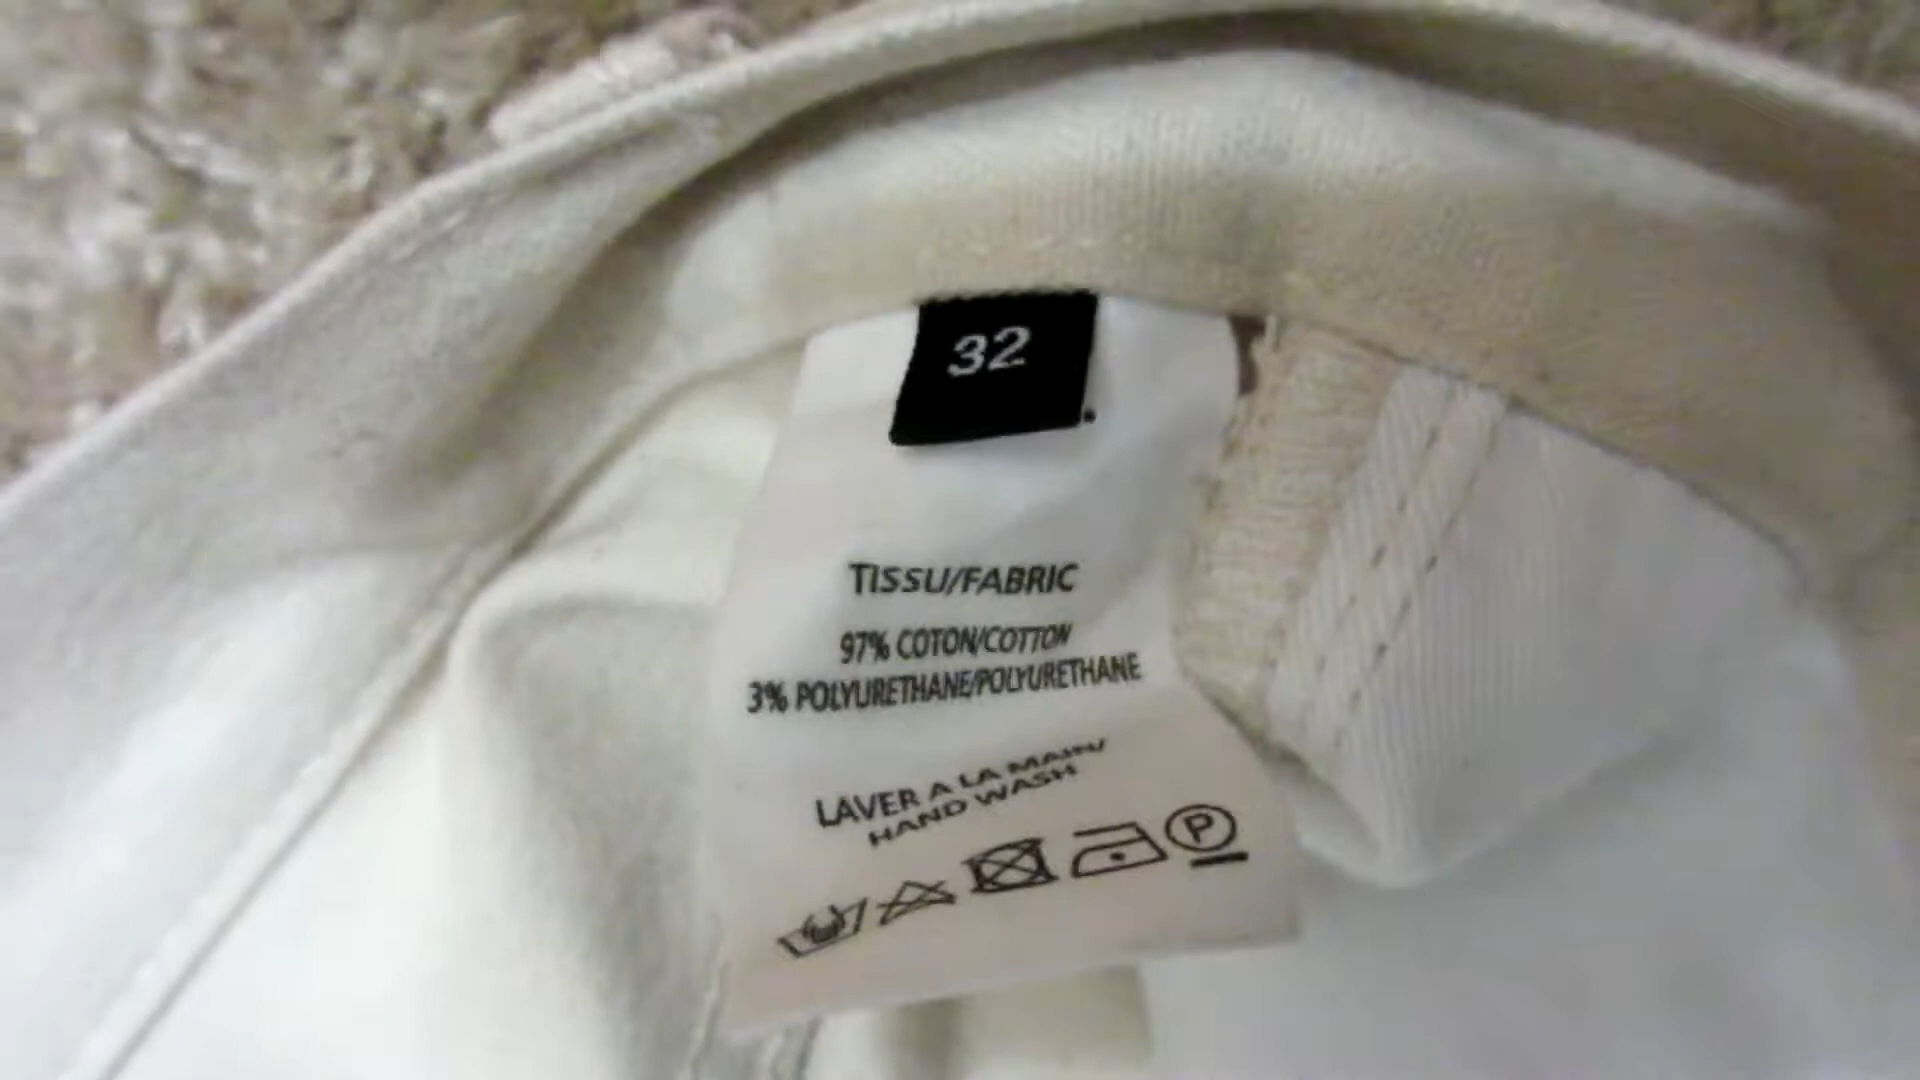 32
TISSU/FABRIC
97% COTON/COTTON
3% POLYURETHANE/POLYURETHANE
LAVER A LA MAIN/
HAND WASH
P